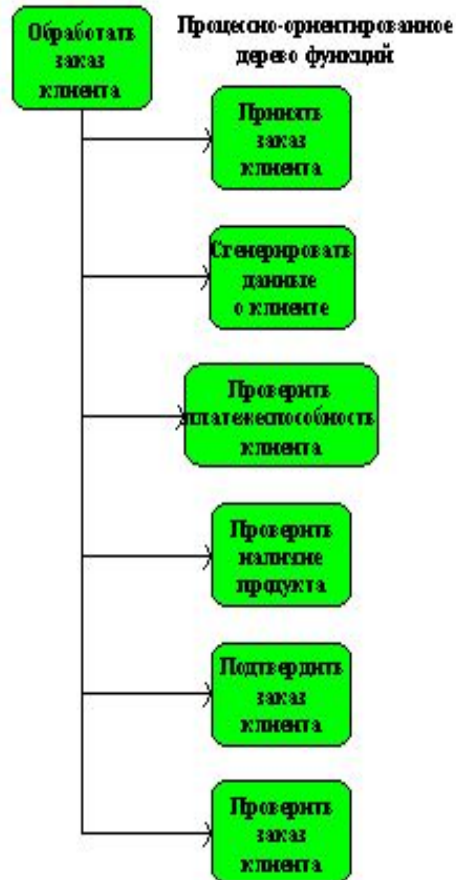 Обработать
заказ
клиента
Процессно-ориентированное
дерево функций
Принять
заказ
клиента
Сгенерировать
данные
о клиенте
Проверить
платежеспособность
клиента
Проверить
наличие
продукта
Подтвердить
заказ
клиента
Проверить
заказ
клиента